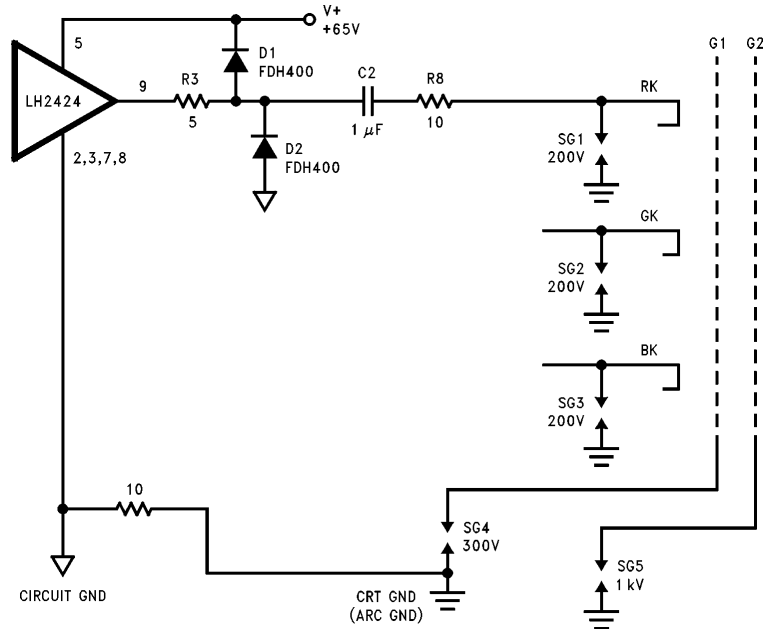 V+
+65V
5
D1
FDH400
G1
G2
LH2424
9
R3
5
C2
1 μF
R8
10
RK
D2
FDH400
2,3,7,8
SG1
200V
GK
SG2
200V
BK
SG3
200V
10
SG4
300V
SG5
1 kV
CIRCUIT GND
CRT GND
(ARC GND)